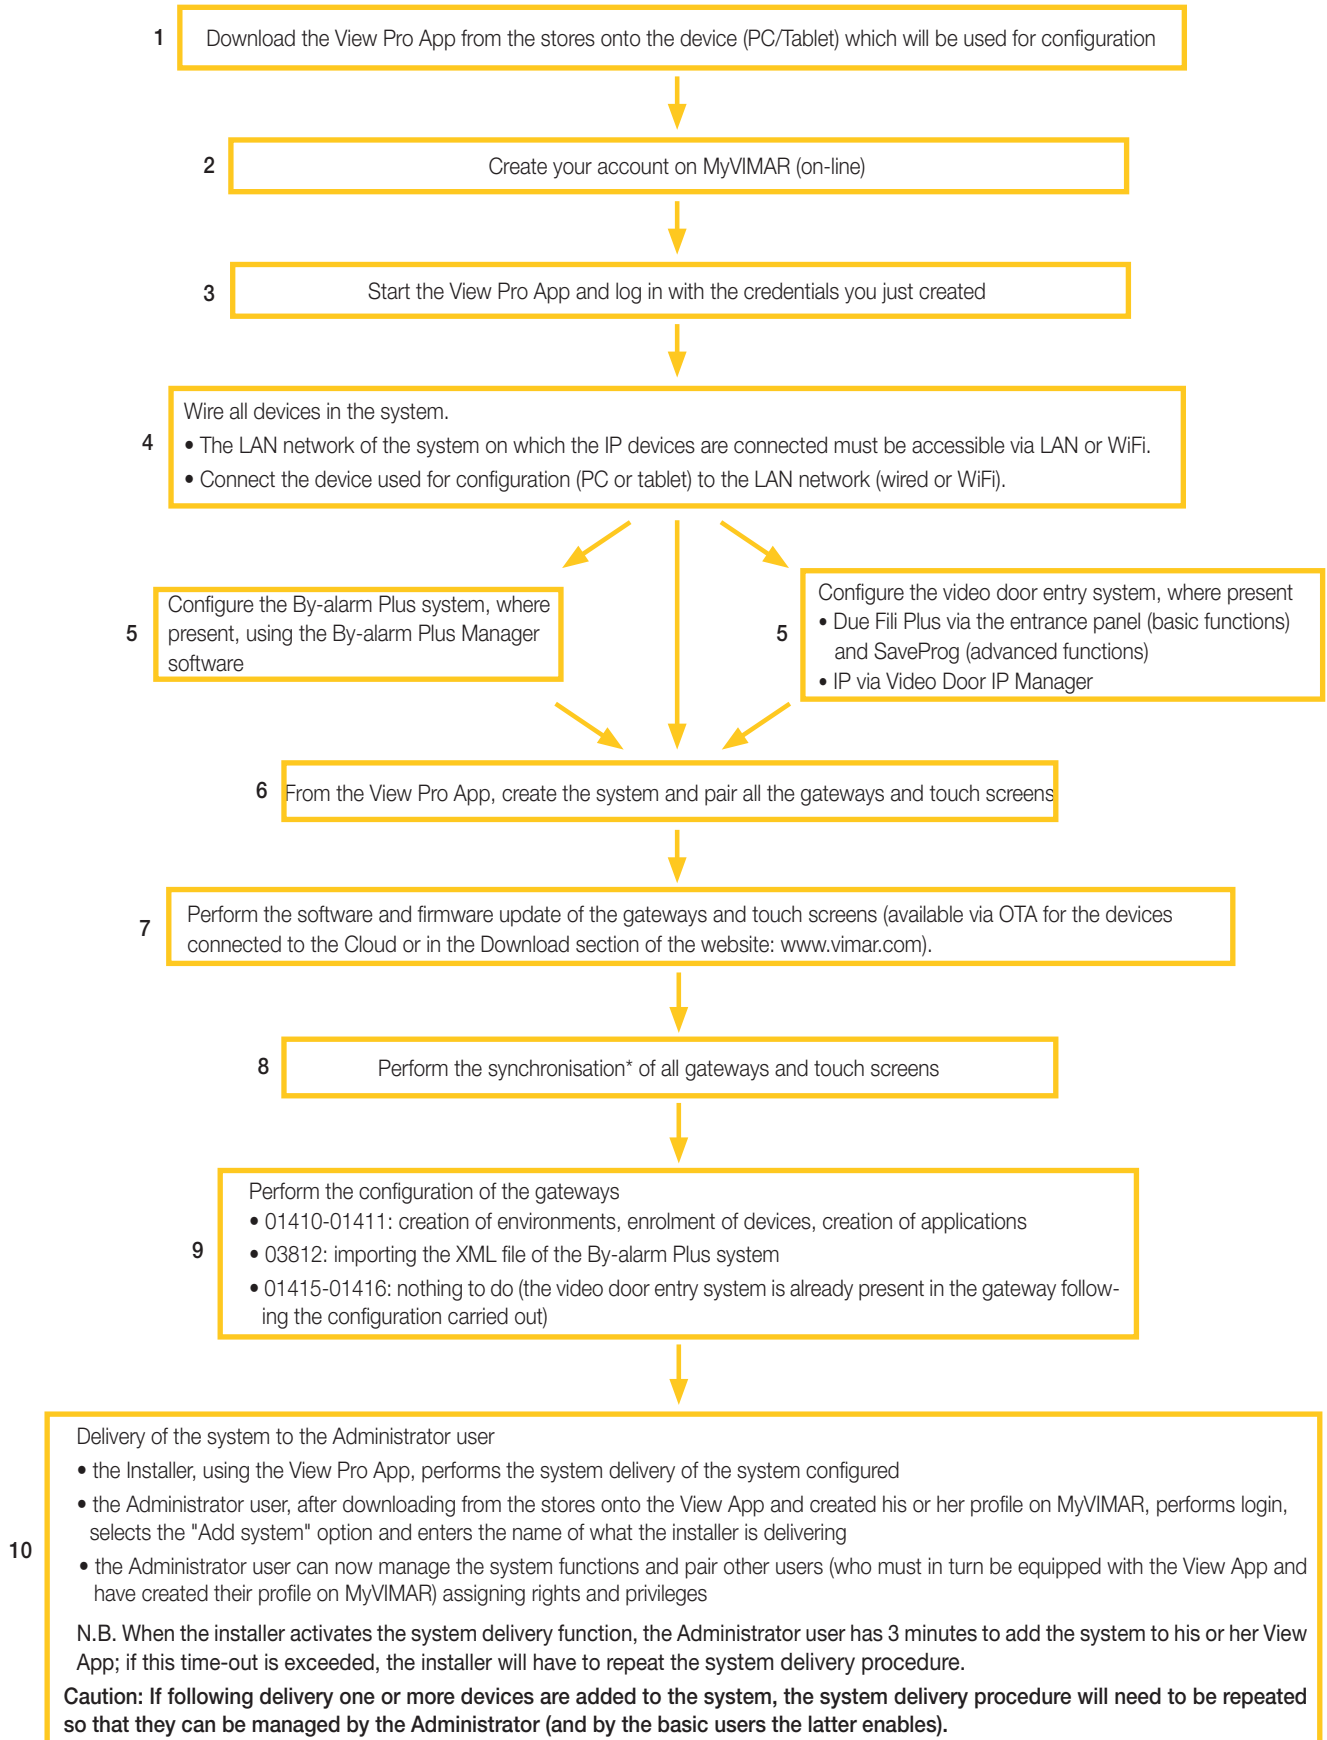 1
Download the View Pro App from the stores onto the device (PC/Tablet) which will be used for configuration
2
Create your account on MyVIMAR (on-line)
3
Start the View Pro App and log in with the credentials you just created
4
Wire all devices in the system.
• The LAN network of the system on which the IP devices are connected must be accessible via LAN or WiFi.
• Connect the device used for configuration (PC or tablet) to the LAN network (wired or WiFi).
5
Configure the By-alarm Plus system, where
present, using the By-alarm Plus Manager
software
5
Configure the video door entry system, where present
• Due Fili Plus via the entrance panel (basic functions)
and SaveProg (advanced functions)
• IP via Video Door IP Manager
6
From the View Pro App, create the system and pair all the gateways and touch screens
7
Perform the software and firmware update of the gateways and touch screens (available via OTA for the devices
connected to the Cloud or in the Download section of the website: www.vimar.com).
8
Perform the synchronisation* of all gateways and touch screens
9
Perform the configuration of the gateways
• 01410-01411: creation of environments, enrolment of devices, creation of applications
• 03812: importing the XML file of the By-alarm Plus system
• 01415-01416: nothing to do (the video door entry system is already present in the gateway follow-
ing the configuration carried out)
10
Delivery of the system to the Administrator user
• the Installer, using the View Pro App, performs the system delivery of the system configured
• the Administrator user, after downloading from the stores onto the View App and created his or her profile on MyVIMAR, performs login,
selects the "Add system" option and enters the name of what the installer is delivering
• the Administrator user can now manage the system functions and pair other users (who must in turn be equipped with the View App and
have created their profile on MyVIMAR) assigning rights and privileges
N.B. When the installer activates the system delivery function, the Administrator user has 3 minutes to add the system to his or her View
App; if this time-out is exceeded, the installer will have to repeat the system delivery procedure.
Caution: If following delivery one or more devices are added to the system, the system delivery procedure will need to be repeated
so that they can be managed by the Administrator (and by the basic users the latter enables).